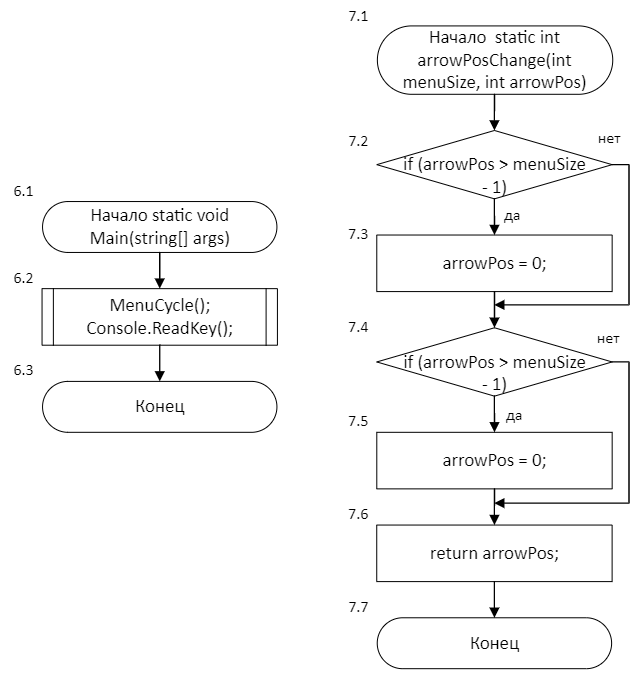 6.1
Начало static void
Main(string[] args)
6.2
MenuCycle();
Console.ReadKey();
6.3
Конец
7.1
Начало static int
arrowPosChange(int
menuSize, int arrowPos)
7.2
нет
if (arrowPos > menuSize
- 1)
да
7.3
arrowPos = 0;
7.4
нет
if (arrowPos > menuSize
- 1)
да
7.5
arrowPos = 0;
7.6
return arrowPos;
7.7
Конец